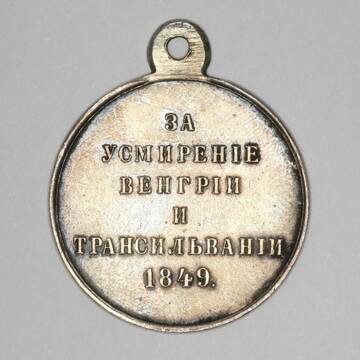 ЗА
УСМИРЕНІЕ
ВЕНГРІИ
И
ТРАНСИЛЬВАНІИ
1849.